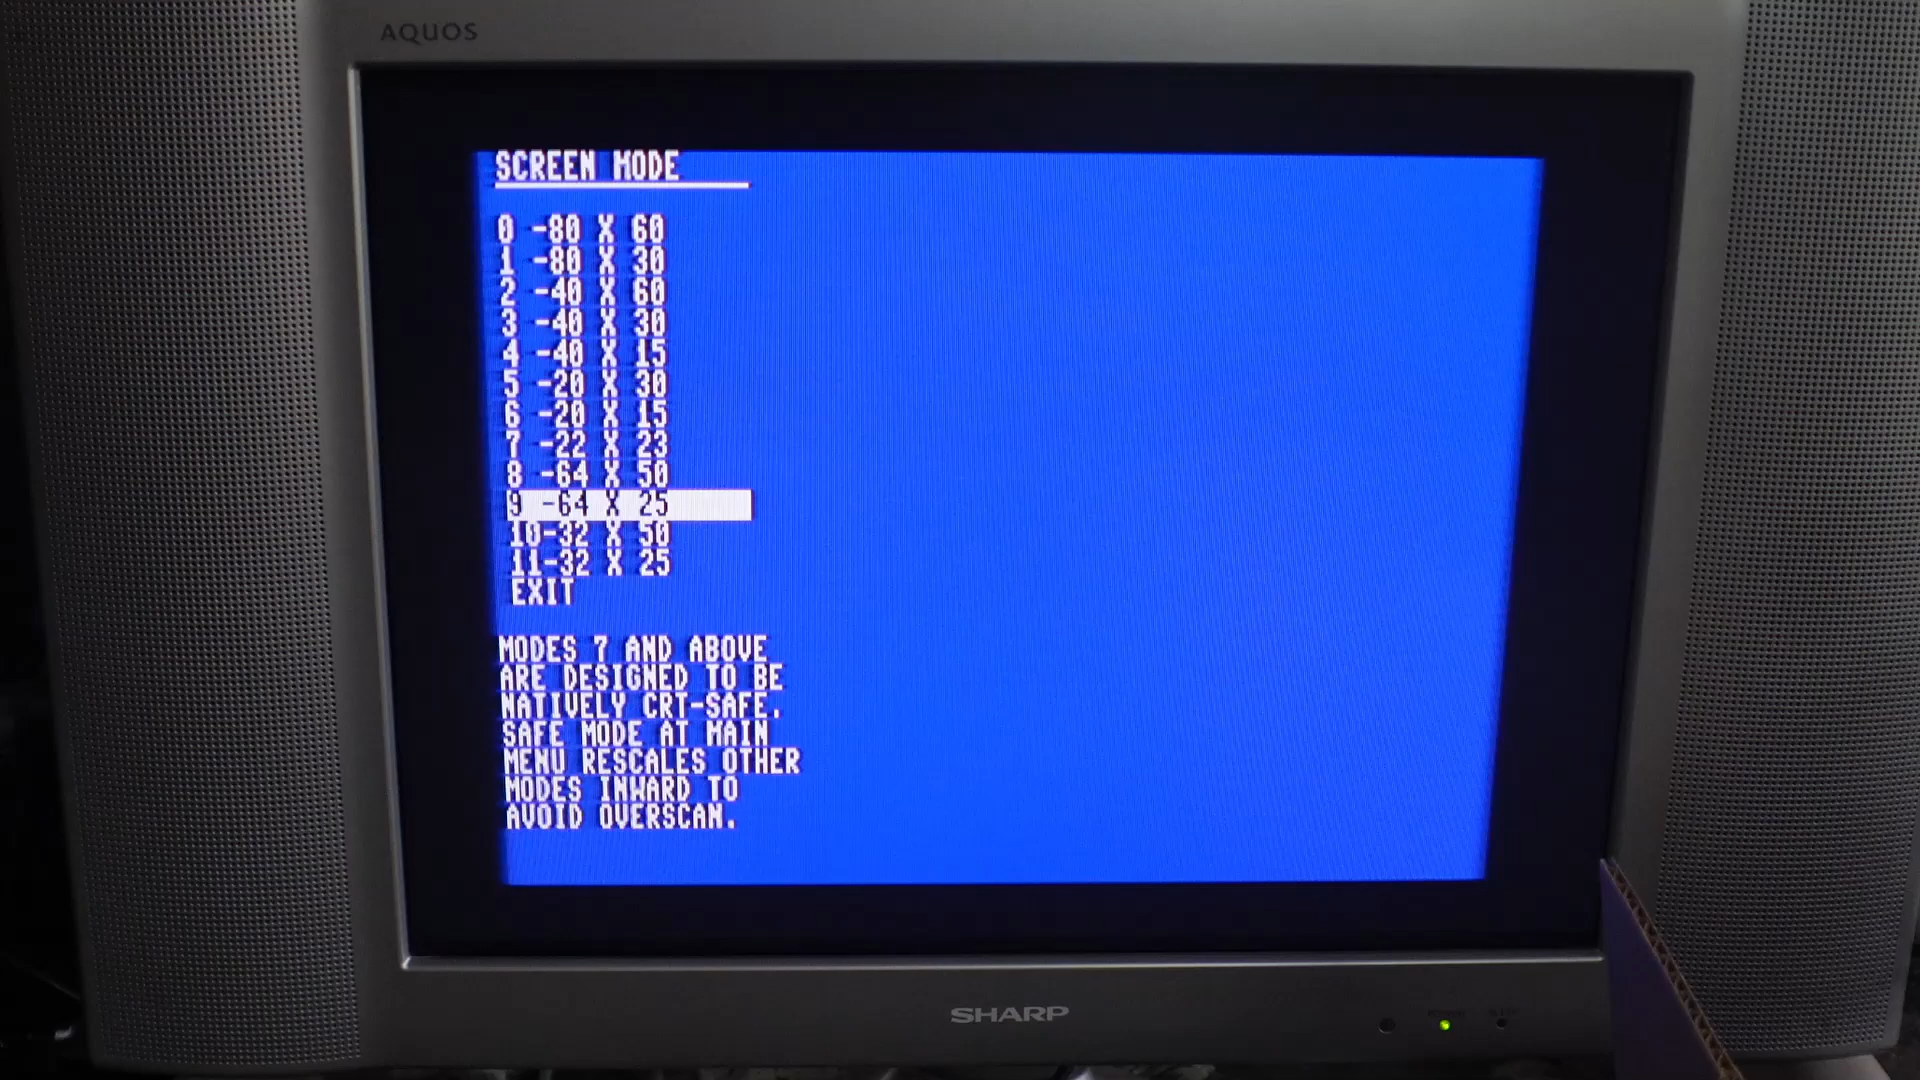 AQUOS
SCREEN MODE
0 -80 X 60
1 -80 X 30
2 -40 X 60
3 -40 X 30
4 -40 X 15
5 -20 X 30
6 -20 X 15
7 -22 X 23
8 -64 X 50
9 -64 X 25
10-32 X 50
11-32 X 25
EXIT
MODES 7 AND ABOVE
ARE DESIGNED TO BE
NATIVELY CRT-SAFE.
SAFE MODE AT MAIN
MENU RESCALES OTHER
MODES INWARD TO
AVOID OVERSCAN.
SHARP